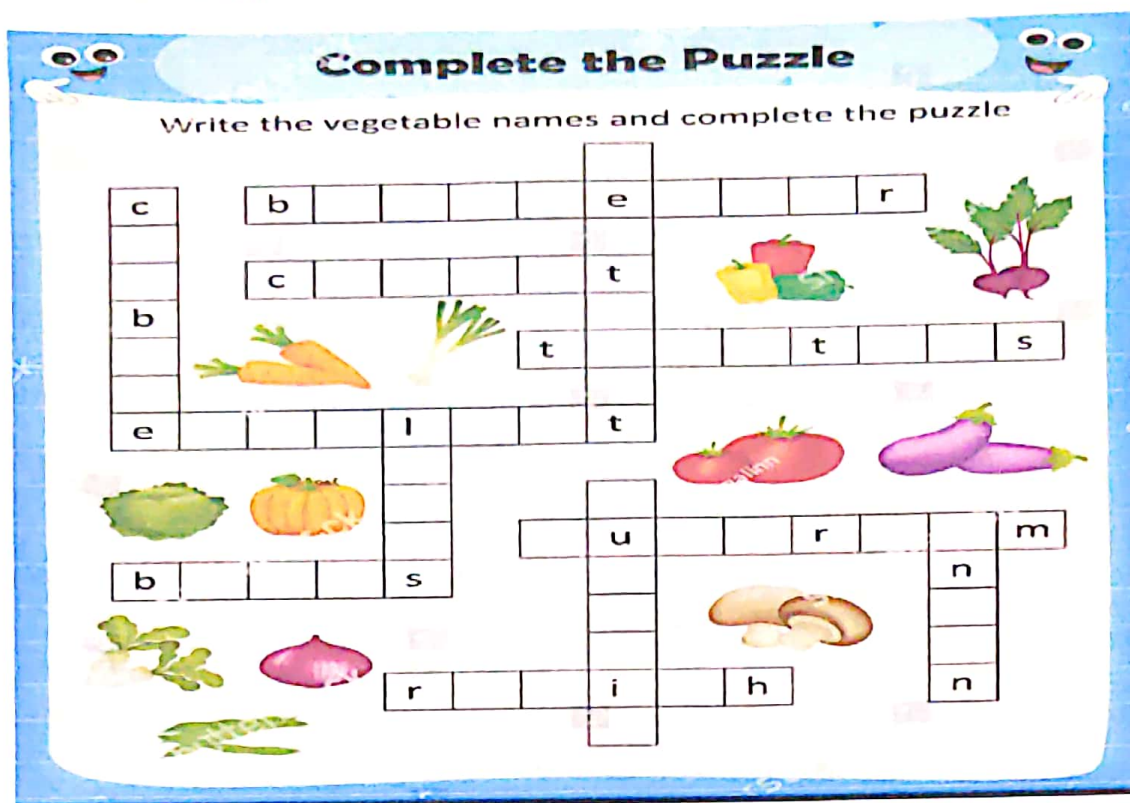 Complete the Puzzle
Write the vegetable names and complete the puzzle
c b e r
c t
b
t t s
e l t
u r m
n
b s
r i h n